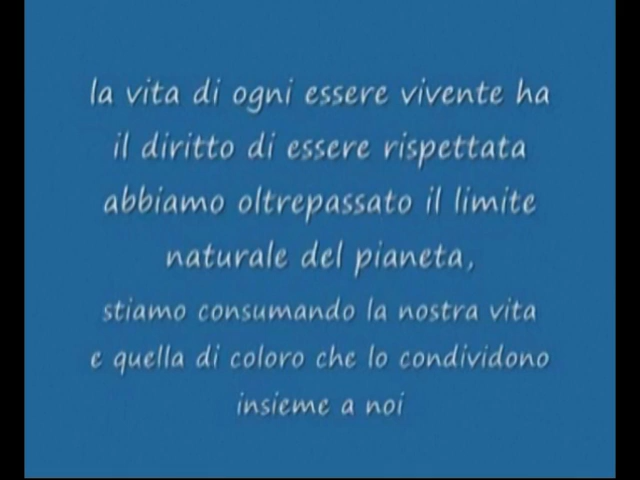 la vita di ogni essere vivente ha
il diritto di essere rispettata
abbiamo oltrepassato il limite
naturale del pianeta,
stiamo consumando la nostra vita
e quella di coloro che lo condividono
insieme a noi